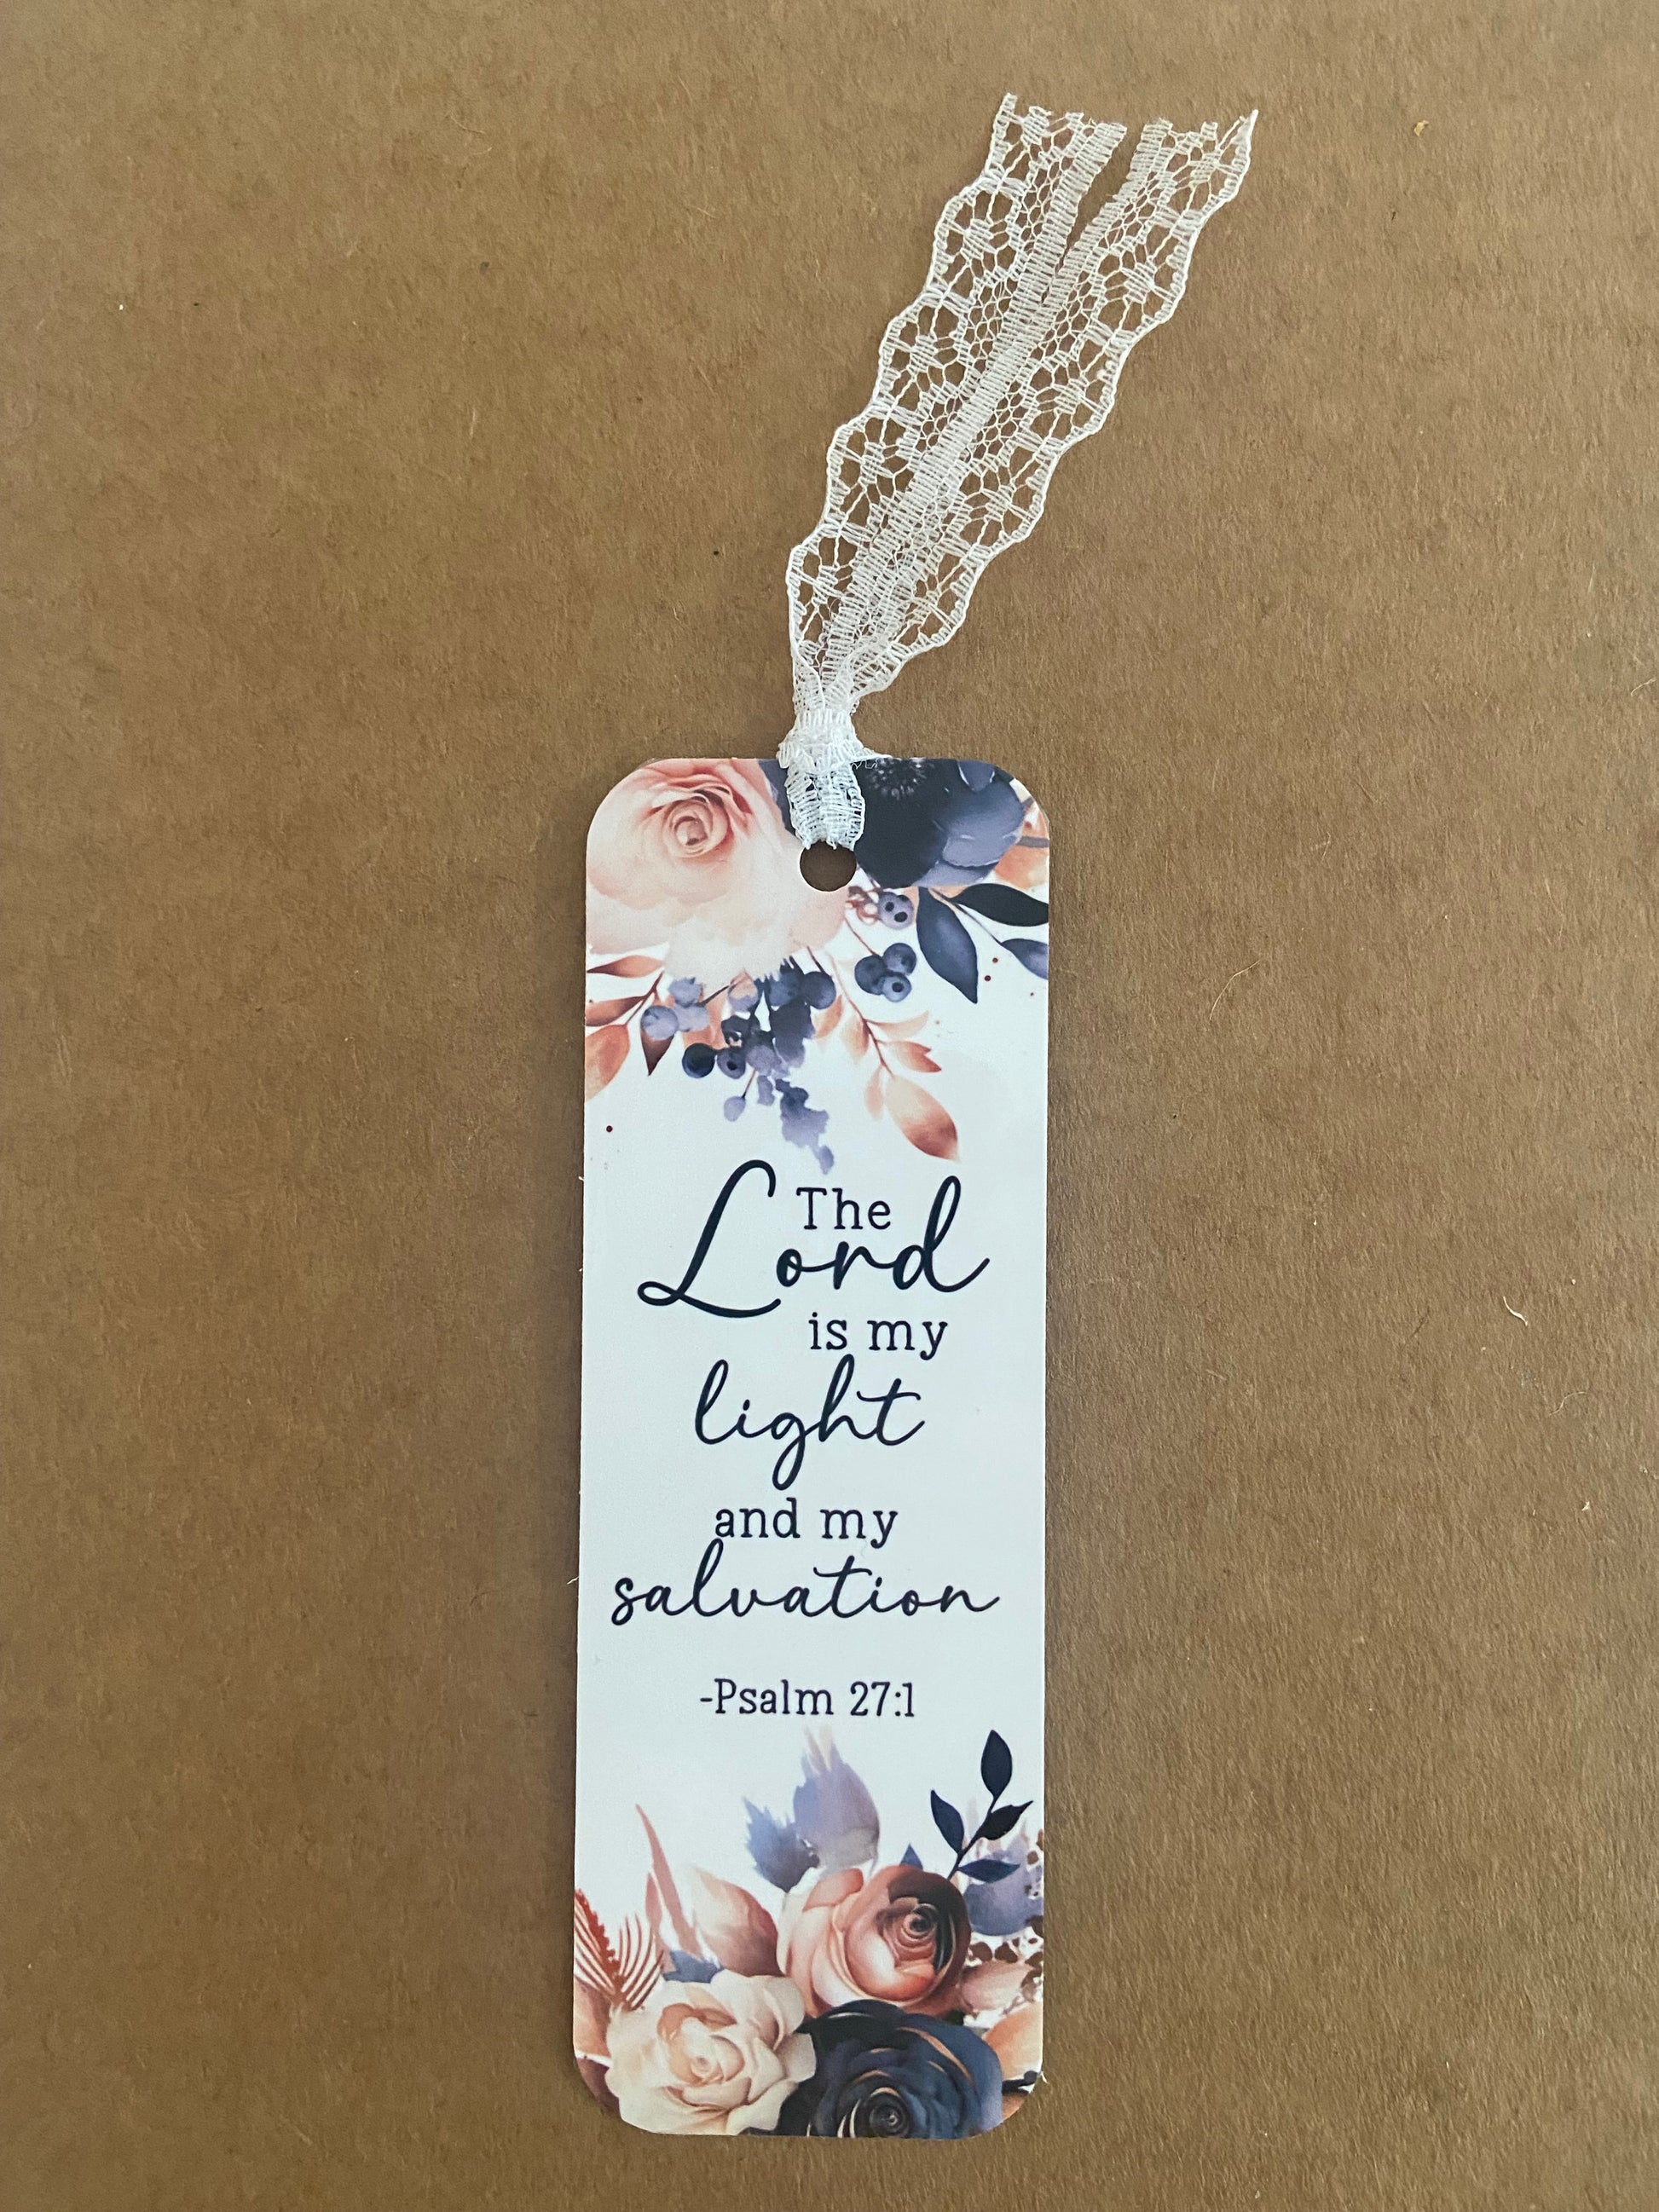 The
Lord
is my
light
and my
salvation
-Psalm 27:1